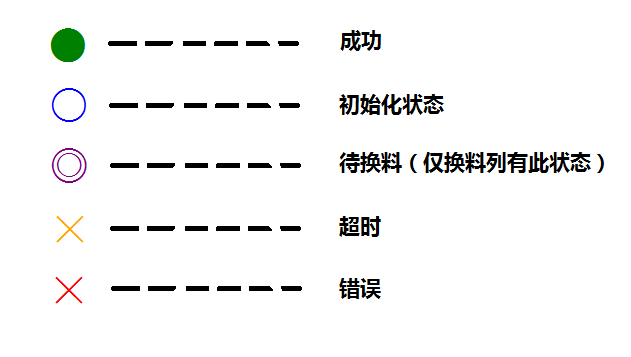 成功
初始化状态
待换料（仅换料列有此状态）
超时
错误